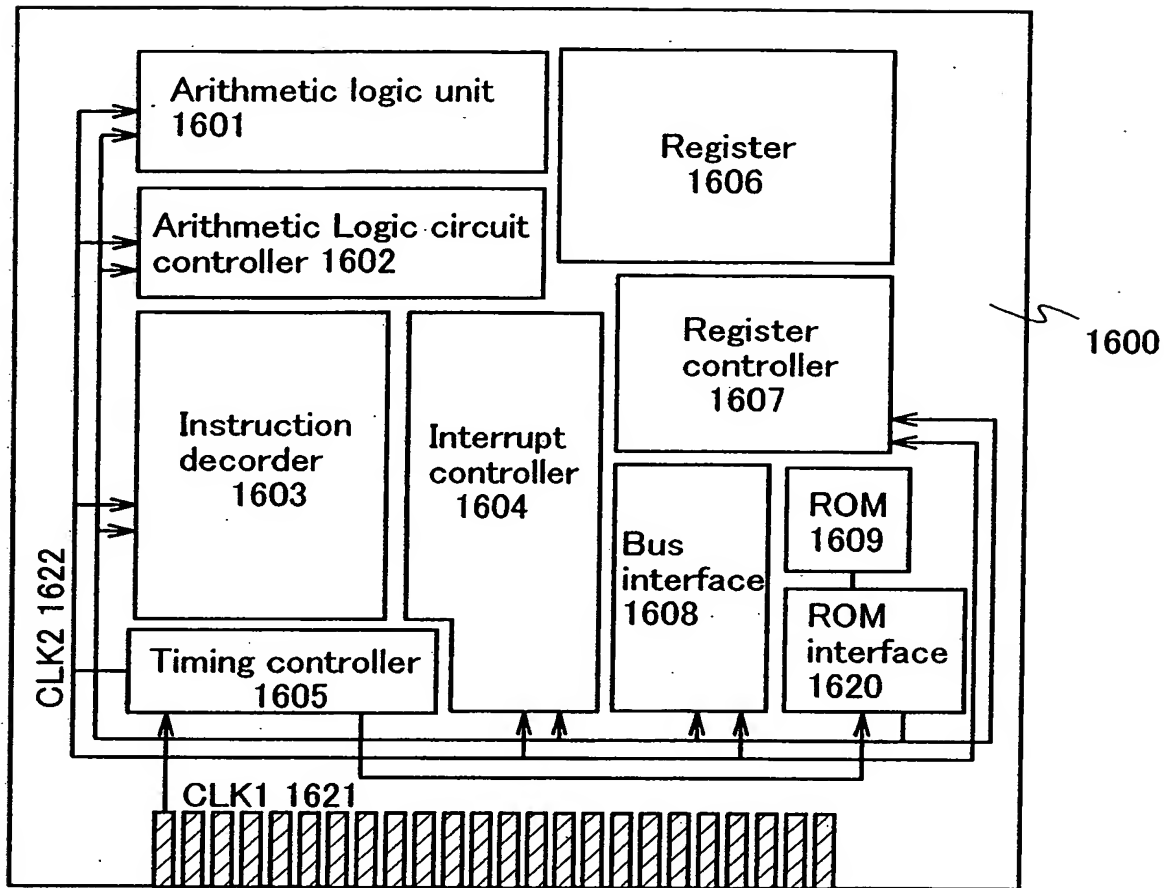 Arithmetic logic unit
1601
Register
1606
Arithmetic Logic circuit
controller 1602
Register
controller
1607
1600
Instruction
decorder
1603
Interrupt
controller
1604
ROM
1609
Bus
interface
1608
ROM
interface
1620
CLK2 1622
Timing controller
1605
CLK1 1621